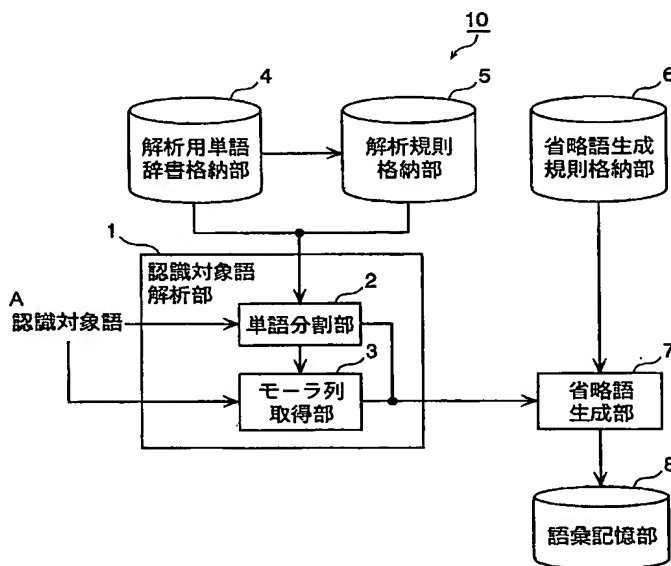 10
4
5
6
解析用単語
辞書格納部
解析規則
格納部
省略語生成
規則格納部
1
認識対象語
解析部
2
A
認識対象語
単語分割部
3
7
モーラ列
取得部
省略語
生成部
8
語彙記憶部